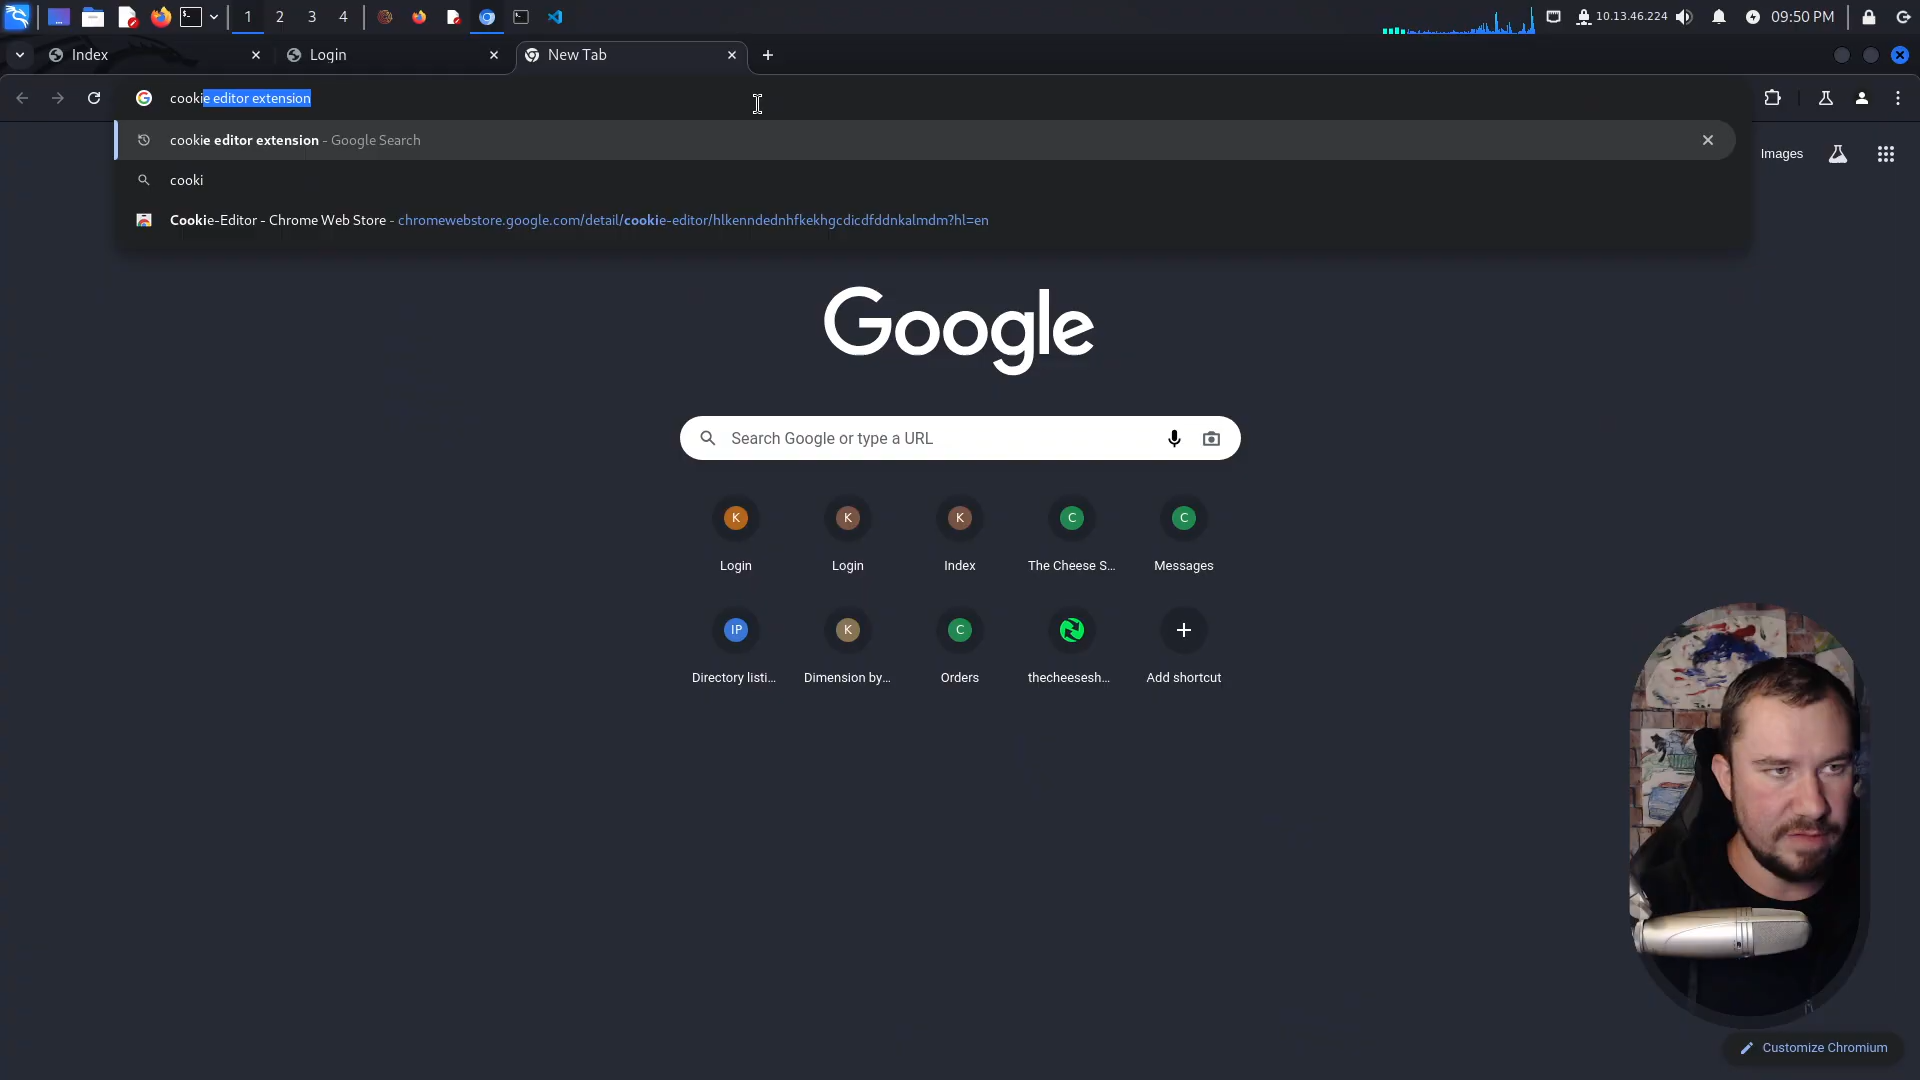 1 2 3 4 10.13.46.224 09:50 PM
Index Login New Tab
cookie editor extension
cookie editor extension - Google Search
cooki
Cookie-Editor - Chrome Web Store - chromewebstore.google.com/detail/cookie-editor/hlkenndednhfkekhgcdicdfddnkalmdm?hl=en
Images
Google
Search Google or type a URL
K K K C C
Login Login Index The Cheese S... Messages
IP K C
Directory listi... Dimension by... Orders thecheesesh... Add shortcut
Customize Chromium